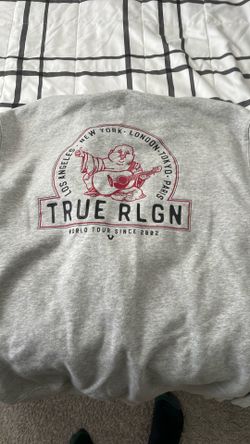 LOS ANGELES · NEW YORK · LONDON · TOKYO · PARIS
TRUE RLGN
WORLD TOUR SINCE 2002